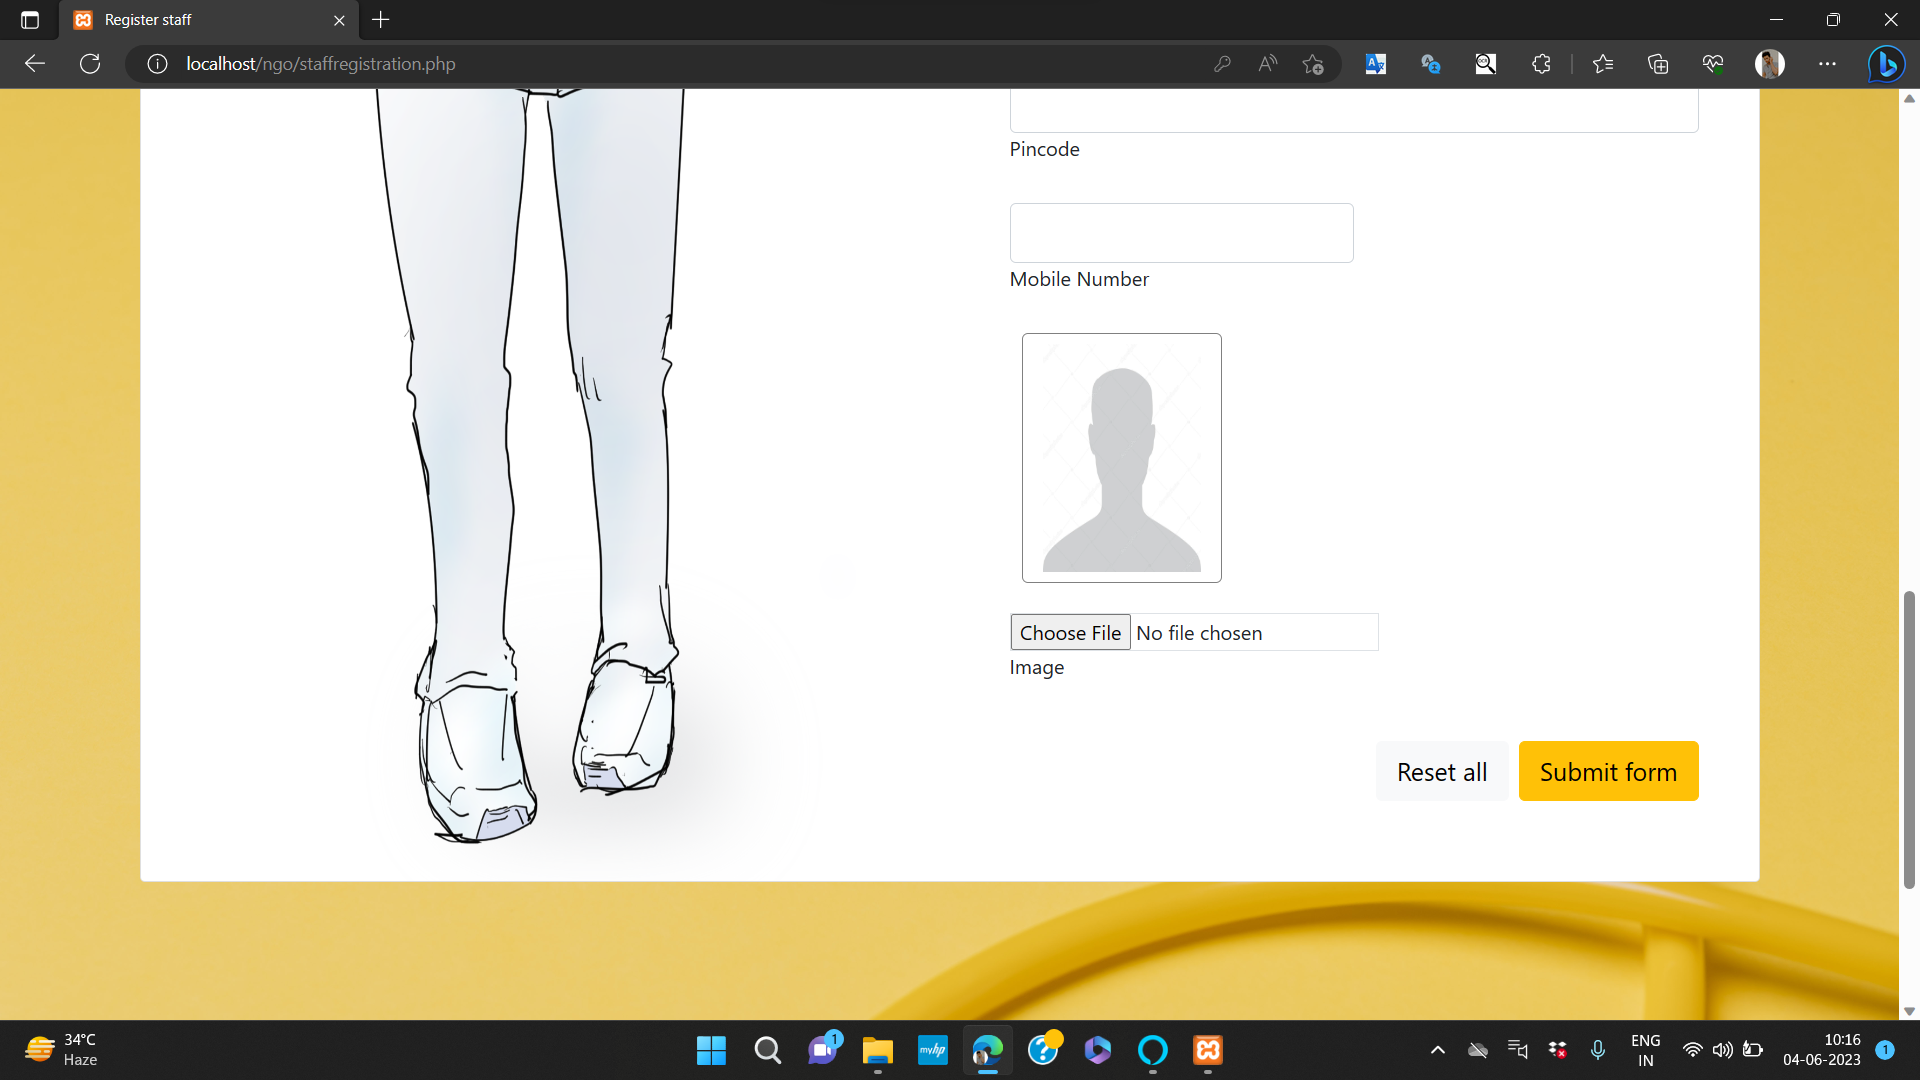 Register staff
localhost/ngo/staffregistration.php
Pincode
Mobile Number
Choose File No file chosen
Image
Reset all Submit form
34°C
Haze
1
myhp
ENG
IN
10:16
04-06-2023
1